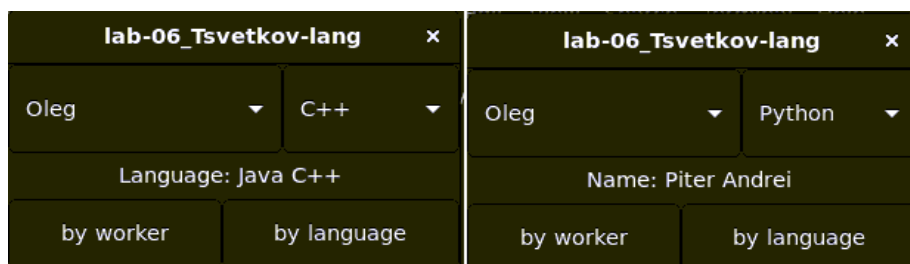 lab-06_Tsvetkov-lang ×
Oleg C++
Language: Java C++
by worker by language
lab-06_Tsvetkov-lang ×
Oleg Python
Name: Piter Andrei
by worker by language